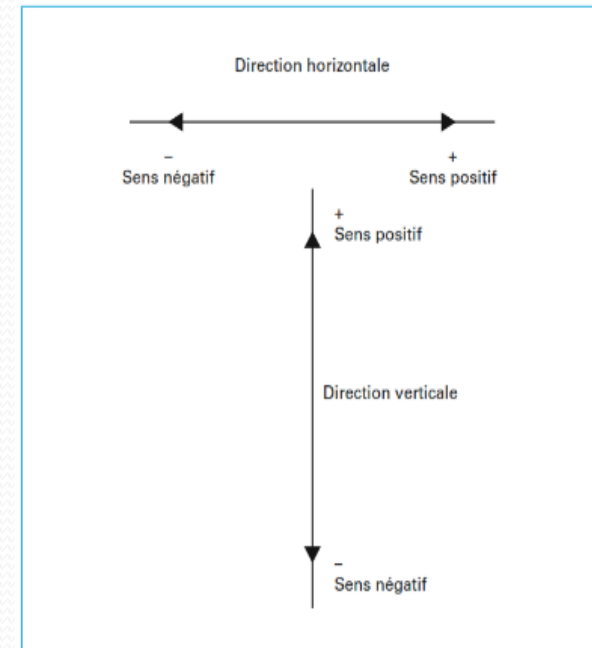 Direction horizontale
–
Sens négatif
+
Sens positif
+
Sens positif
Direction verticale
–
Sens négatif